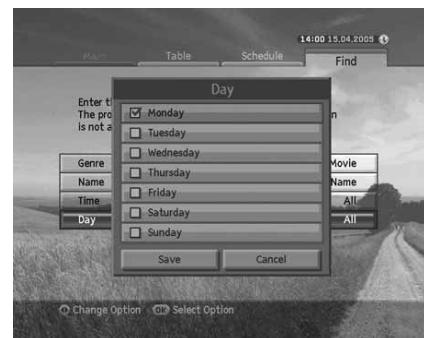 14:00 15.04.2005
Main Table Schedule Find
Day
Enter t
The pro n
is not a
Monday
Tuesday
Wednesday
Thursday
Friday
Saturday
Sunday
Genre Movie
Name Name
Time All
Day All
Save Cancel
Change Option OK Select Option